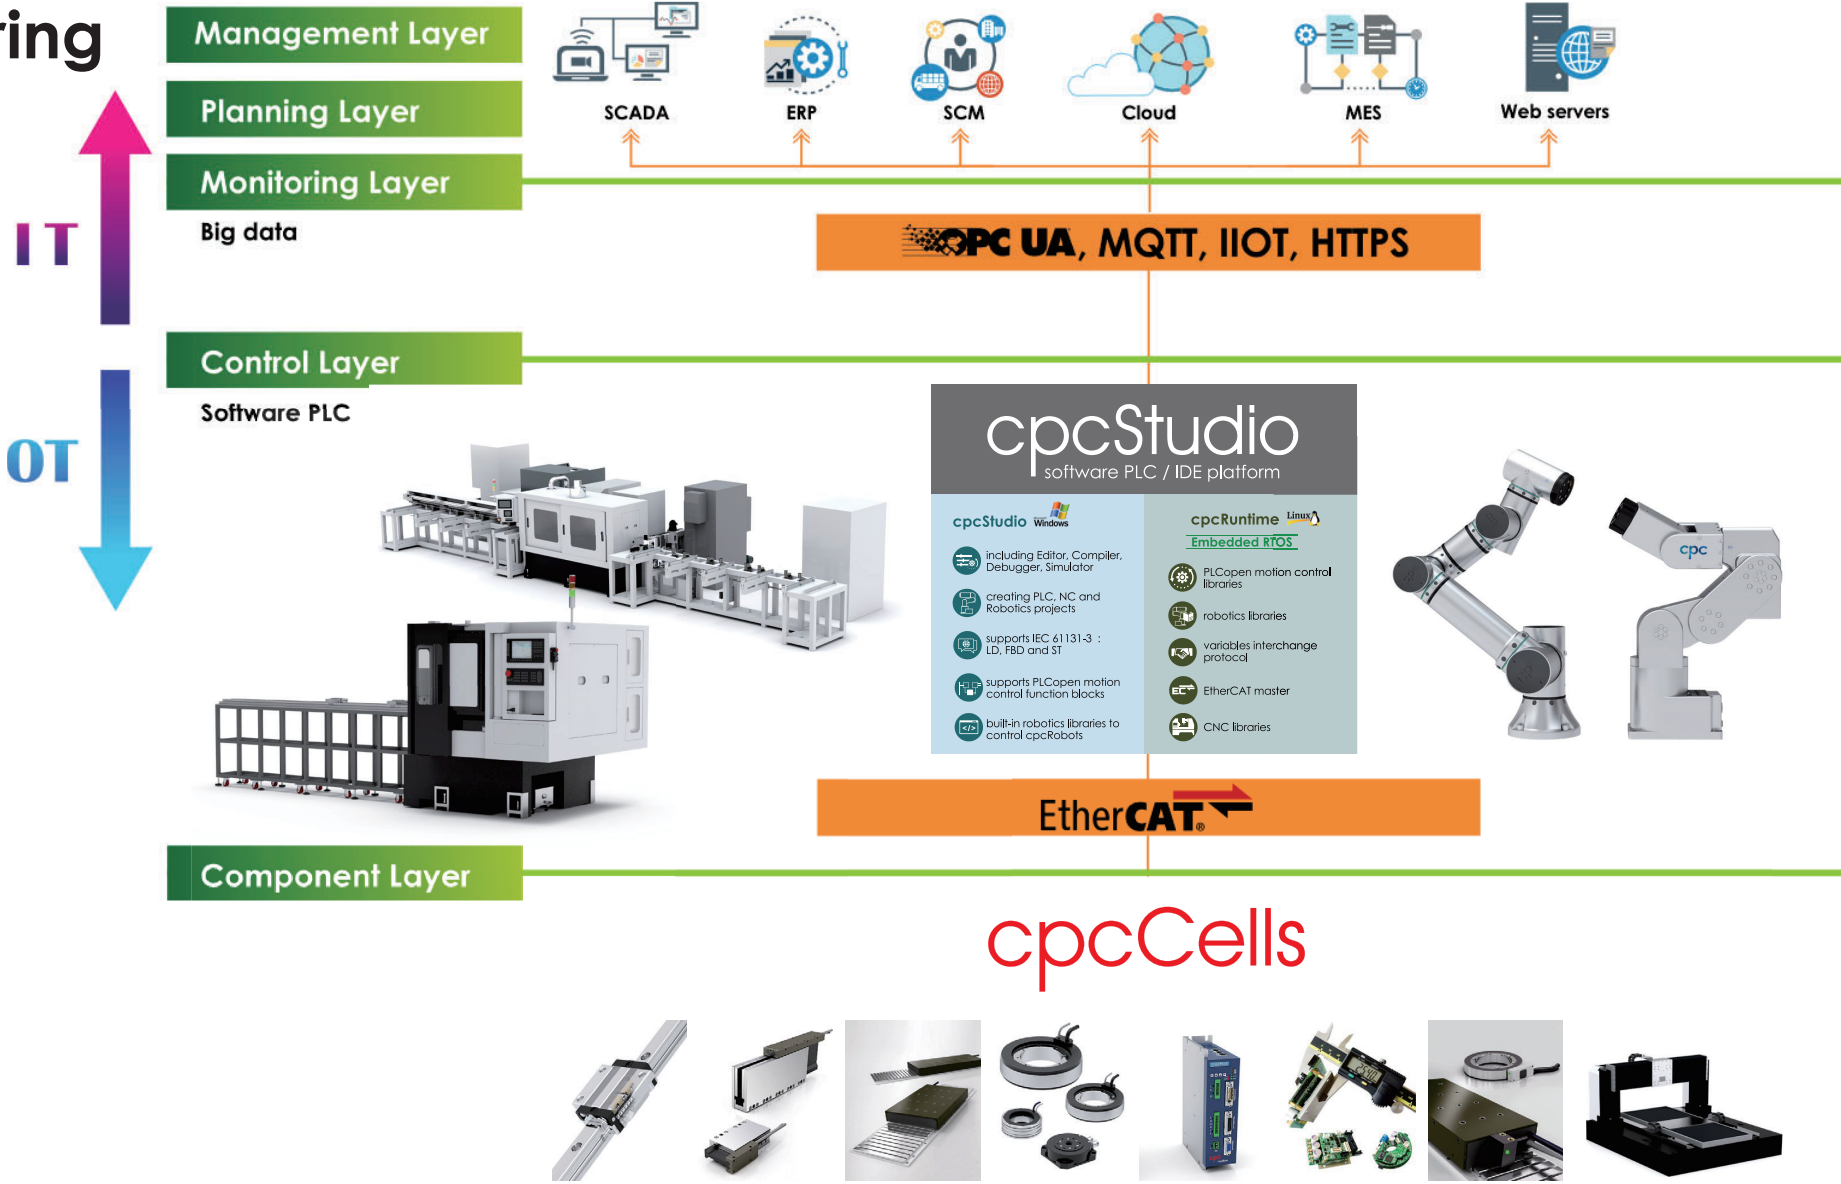 ring
Management Layer
Planning Layer
SCADA
ERP
SCM
Cloud
MES
Web servers
Monitoring Layer
Big data
IT
OPC UA, MQTT, IIOT, HTTPS
Control Layer
Software PLC
OT
cpcStudio
software PLC / IDE platform
cpcStudio
Windows
including Editor, Compiler,
Debugger, Simulator
creating PLC, NC and
Robotics projects
supports IEC 61131-3 :
LD, FBD and ST
supports PLCopen motion
control function blocks
built-in robotics libraries to
control cpcRobots
cpcRuntime
Linux
Embedded RTOS
PLCopen motion control
libraries
robotics libraries
variables interchange
protocol
EC
EtherCAT master
CNC libraries
cpc
EtherCAT®
Component Layer
cpcCells